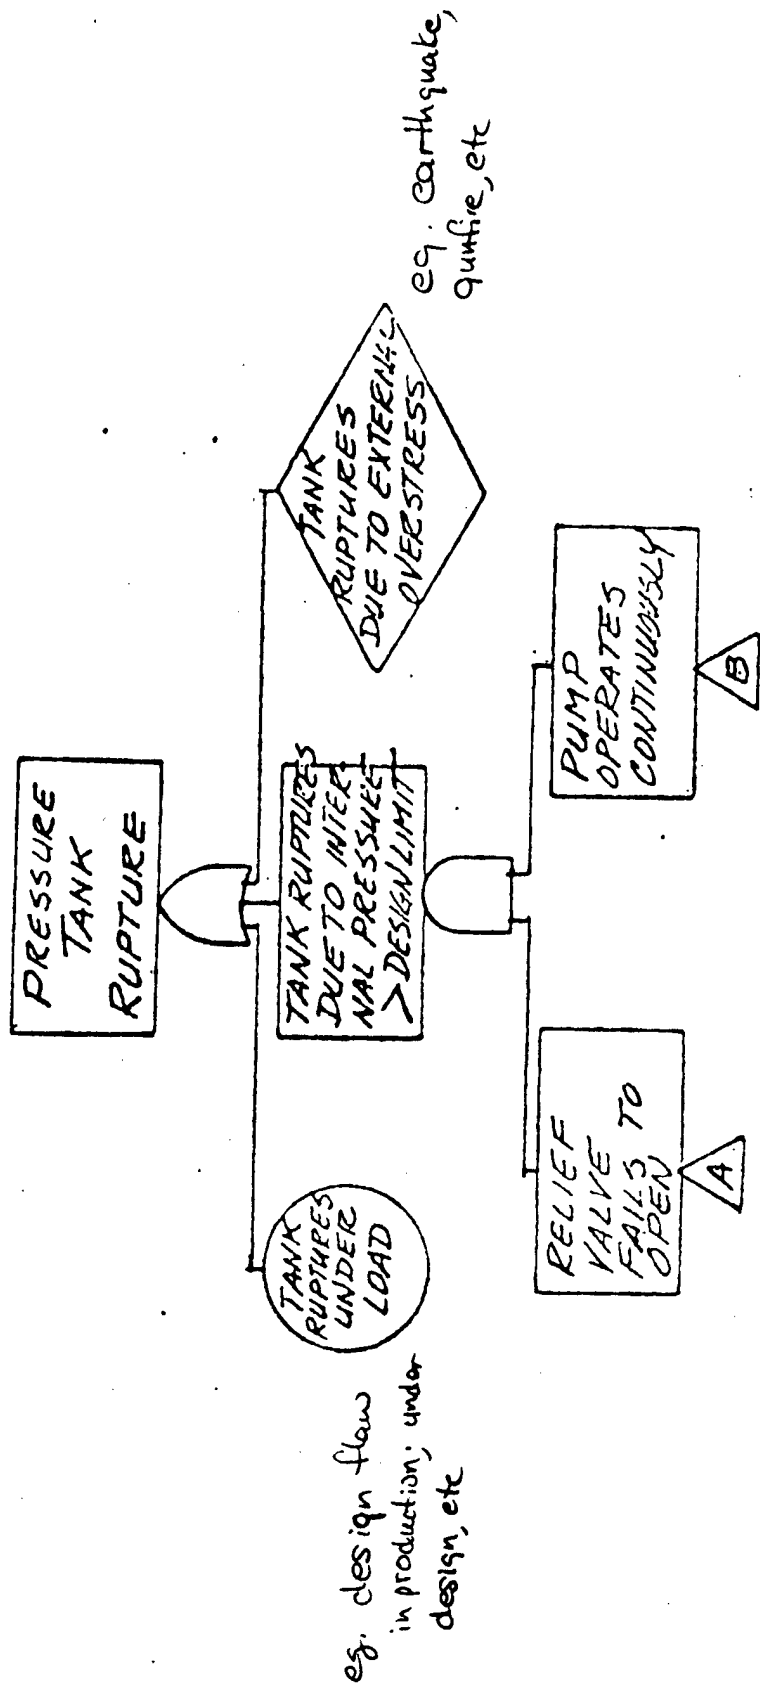 PRESSURE
TANK
RUPTURE
TANK
RUPTURES
UNDER
LOAD
eg. design flaw
in production; under
design, etc
TANK RUPTURES
DUE TO INTER-
NAL PRESSURE
>DESIGN LIMIT
TANK
RUPTURES
DUE TO EXTERNAL
OVERSTRESS
eg. earthquake,
gunfire, etc
RELIEF
VALVE
FAILS TO
OPEN
A
PUMP
OPERATES
CONTINUOUSLY
B